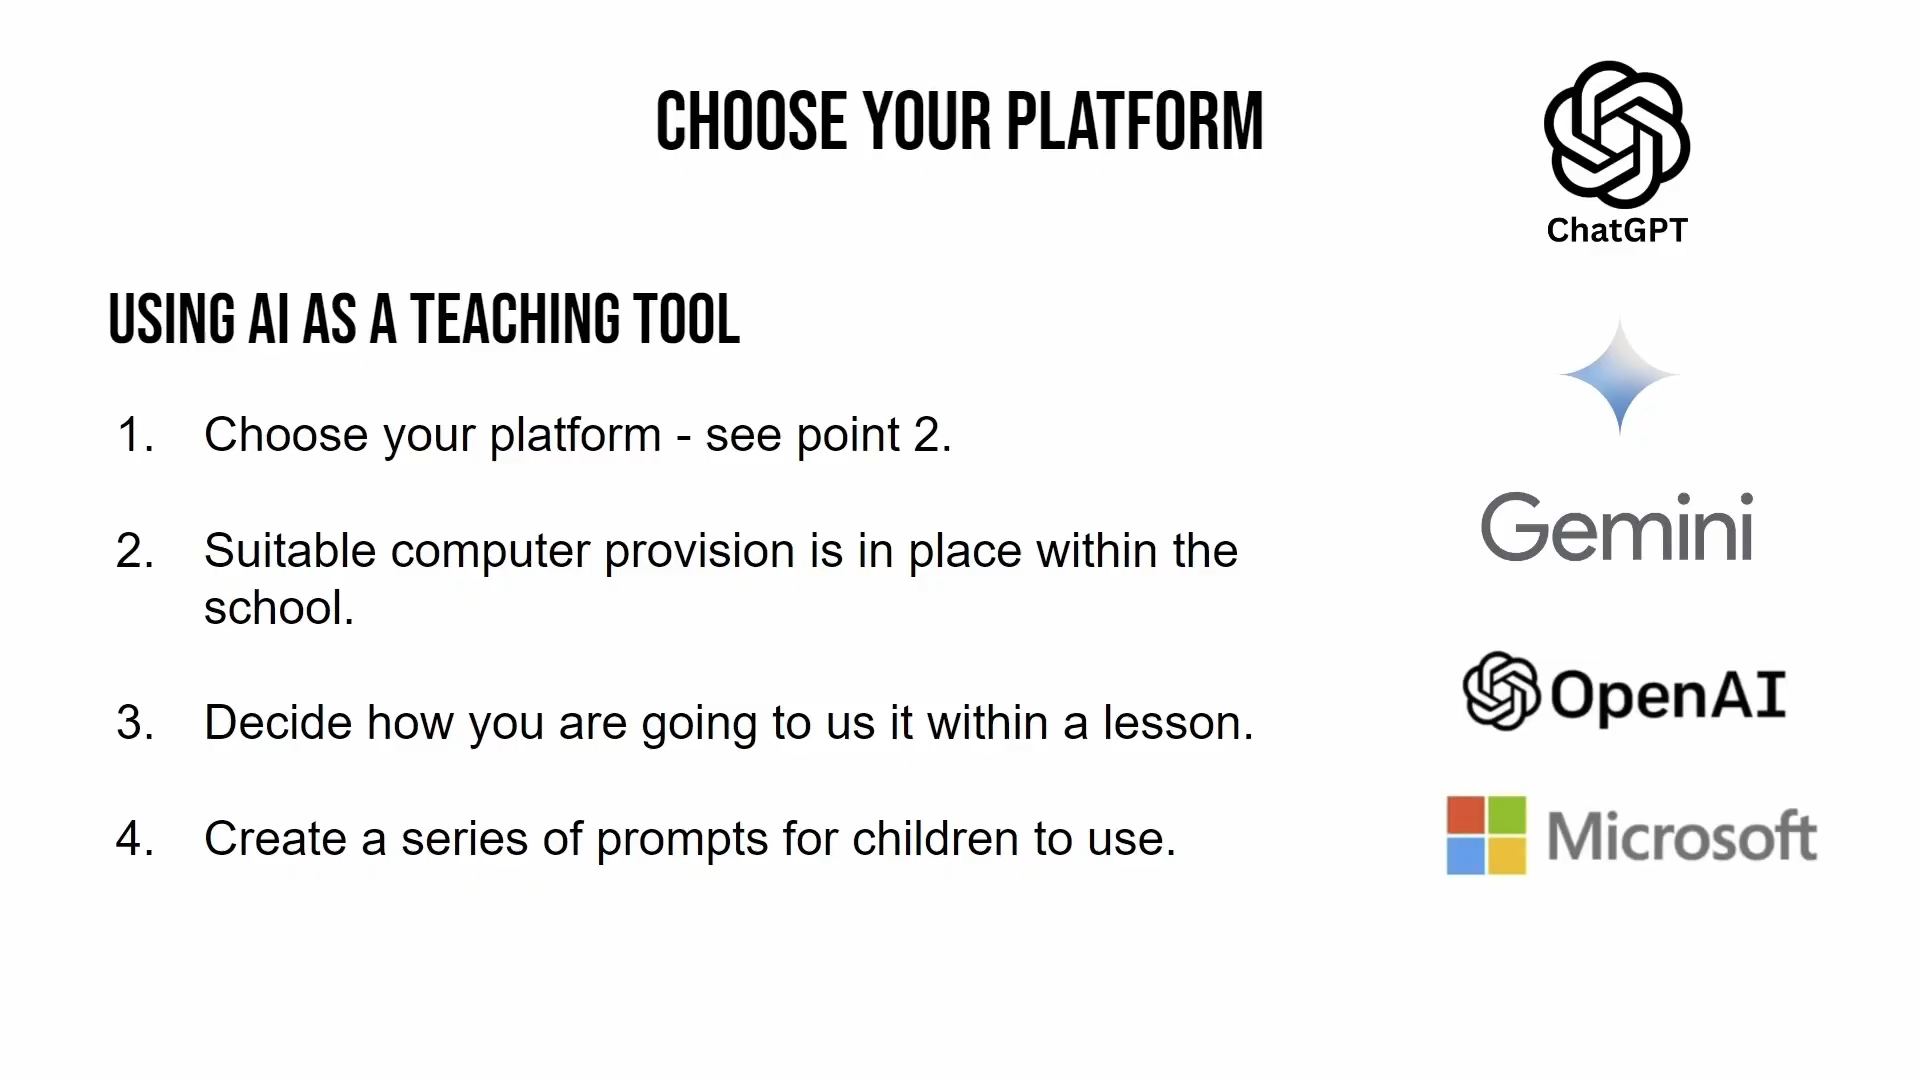 CHOOSE YOUR PLATFORM
ChatGPT
USING AI AS A TEACHING TOOL
1. Choose your platform - see point 2.
2. Suitable computer provision is in place within the
school.
3. Decide how you are going to us it within a lesson.
4. Create a series of prompts for children to use.
Gemini
OpenAI
Microsoft